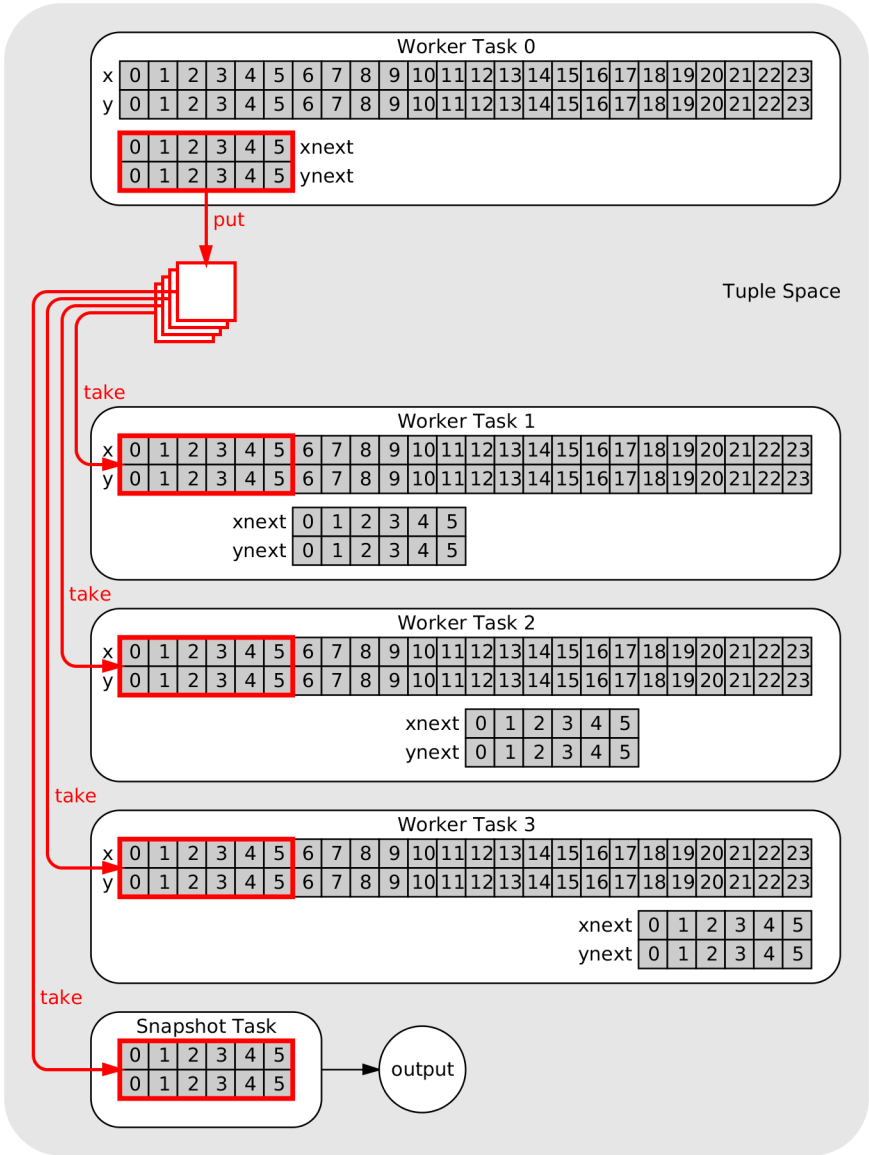 Worker Task 0
x 0 1 2 3 4 5 6 7 8 9 10 11 12 13 14 15 16 17 18 19 20 21 22 23
y 0 1 2 3 4 5 6 7 8 9 10 11 12 13 14 15 16 17 18 19 20 21 22 23
0 1 2 3 4 5 xnext
0 1 2 3 4 5 ynext
put
Tuple Space
take
Worker Task 1
x 0 1 2 3 4 5 6 7 8 9 10 11 12 13 14 15 16 17 18 19 20 21 22 23
y 0 1 2 3 4 5 6 7 8 9 10 11 12 13 14 15 16 17 18 19 20 21 22 23
xnext 0 1 2 3 4 5
ynext 0 1 2 3 4 5
take
Worker Task 2
x 0 1 2 3 4 5 6 7 8 9 10 11 12 13 14 15 16 17 18 19 20 21 22 23
y 0 1 2 3 4 5 6 7 8 9 10 11 12 13 14 15 16 17 18 19 20 21 22 23
xnext 0 1 2 3 4 5
ynext 0 1 2 3 4 5
take
Worker Task 3
x 0 1 2 3 4 5 6 7 8 9 10 11 12 13 14 15 16 17 18 19 20 21 22 23
y 0 1 2 3 4 5 6 7 8 9 10 11 12 13 14 15 16 17 18 19 20 21 22 23
xnext 0 1 2 3 4 5
ynext 0 1 2 3 4 5
take
Snapshot Task
0 1 2 3 4 5
0 1 2 3 4 5
output